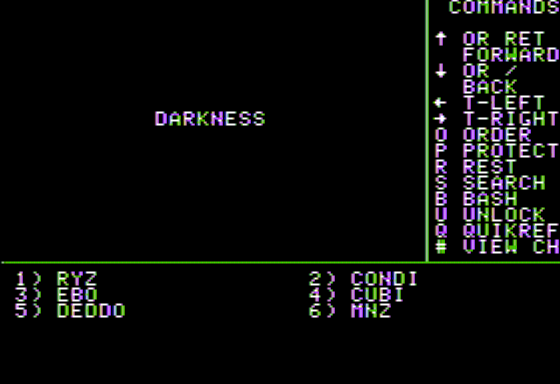 COMMANDS
↑ OR RET
FORWARD
↓ OR /
BACK
← T-LEFT
→ T-RIGHT
O ORDER
P PROTECT
R REST
S SEARCH
B BASH
U UNLOCK
Q QUIKREF
# VIEW CH
DARKNESS
1) RYZ 2) CONDI
3) EBO 4) CUBI
5) DEDDO 6) MNZ